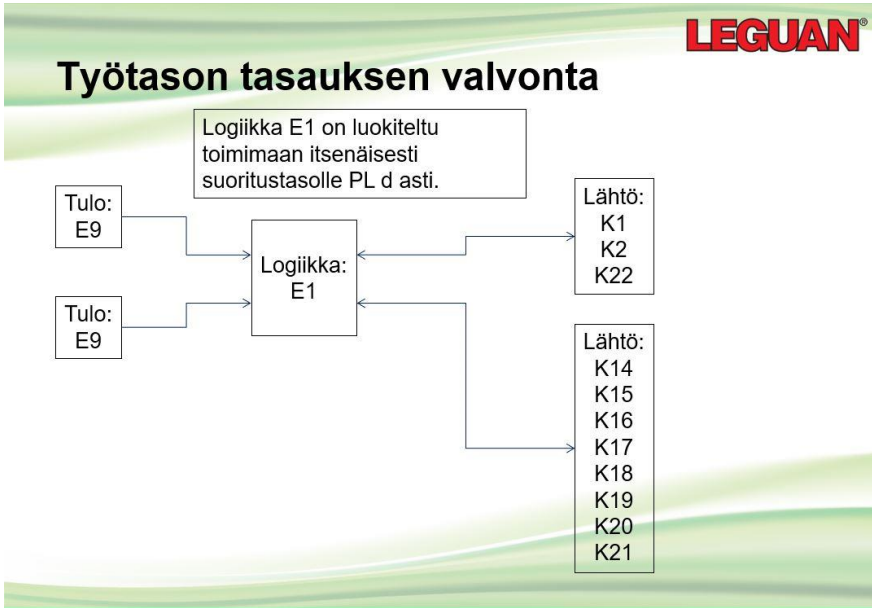 LEGUAN®
Työtason tasauksen valvonta
Logiikka E1 on luokiteltu
toimimaan itsenäisesti
suoritustasolle PL d asti.
Tulo:
E9
Tulo:
E9
Logiikka:
E1
Lähtö:
K1
K2
K22
Lähtö:
K14
K15
K16
K17
K18
K19
K20
K21